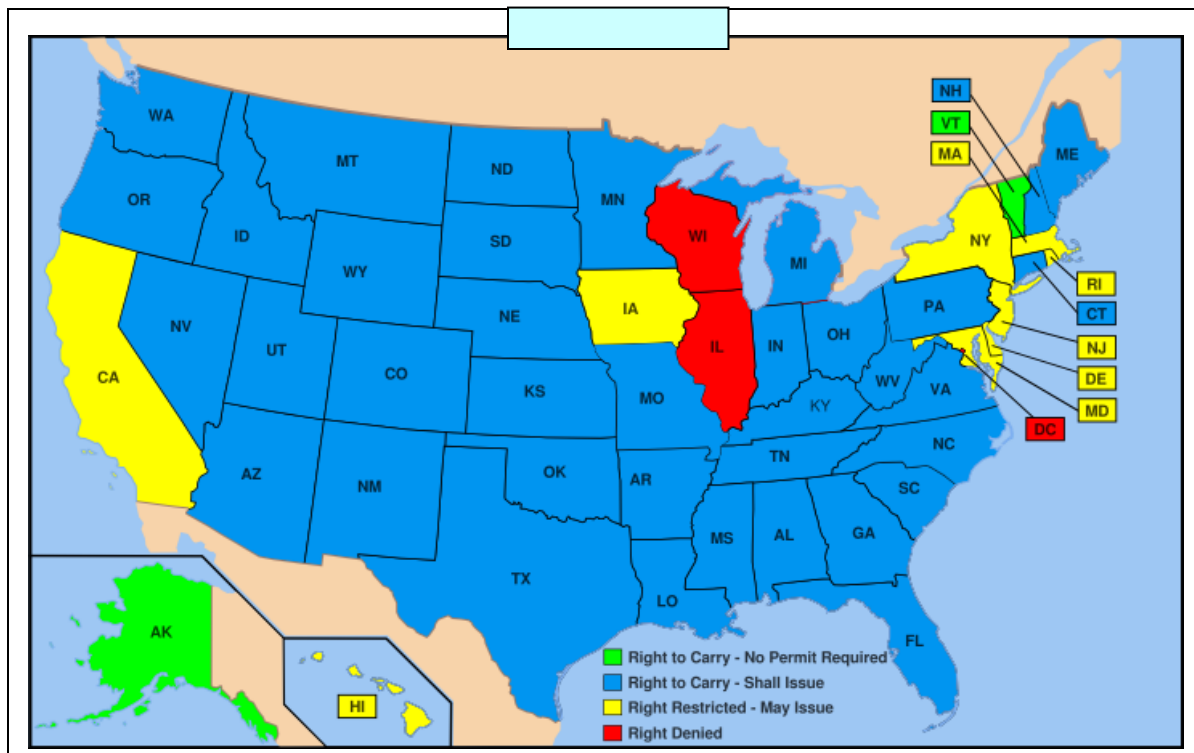 NH
VT
MA
WA
MT
ND
MN
ME
OR
ID
SD
WI
NY
WY
MI
RI
NE
IA
PA
CT
NV
UT
OH
NJ
CA
CO
IL
IN
DE
KS
MO
WV
VA
KY
MD
DC
AZ
NM
OK
AR
TN
NC
SC
MS
AL
GA
TX
LO
FL
AK
HI
Right to Carry - No Permit Required
Right to Carry - Shall Issue
Right Restricted - May Issue
Right Denied